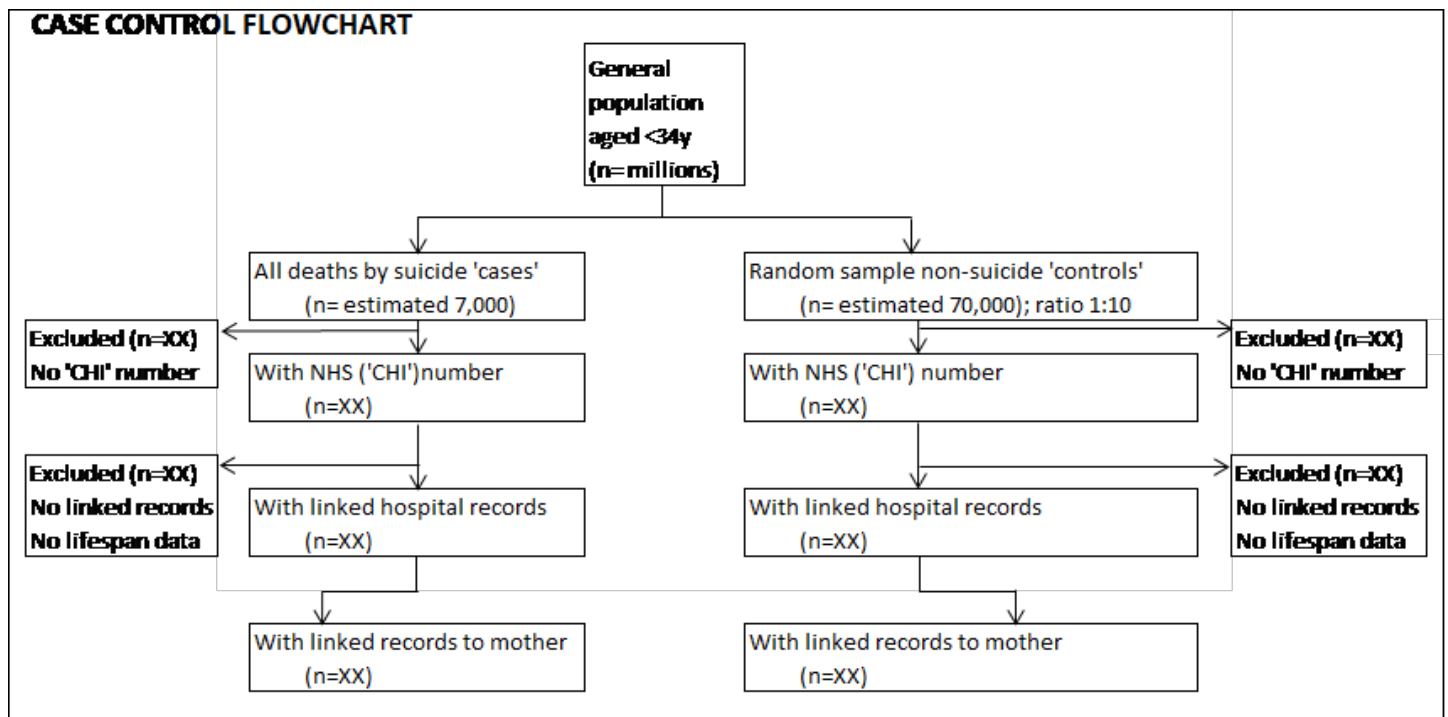 CASE CONTROL FLOWCHART
General
population
aged <34y
(n=millions)
All deaths by suicide 'cases'
(n= estimated 7,000)
Random sample non-suicide 'controls'
(n= estimated 70,000); ratio 1:10
Excluded (n=XX)
No 'CHI' number
With NHS ('CHI')number
(n=XX)
With NHS ('CHI') number
(n=XX)
Excluded (n=XX)
No 'CHI' number
Excluded (n=XX)
No linked records
No lifespan data
With linked hospital records
(n=XX)
With linked hospital records
(n=XX)
Excluded (n=XX)
No linked records
No lifespan data
With linked records to mother
(n=XX)
With linked records to mother
(n=XX)